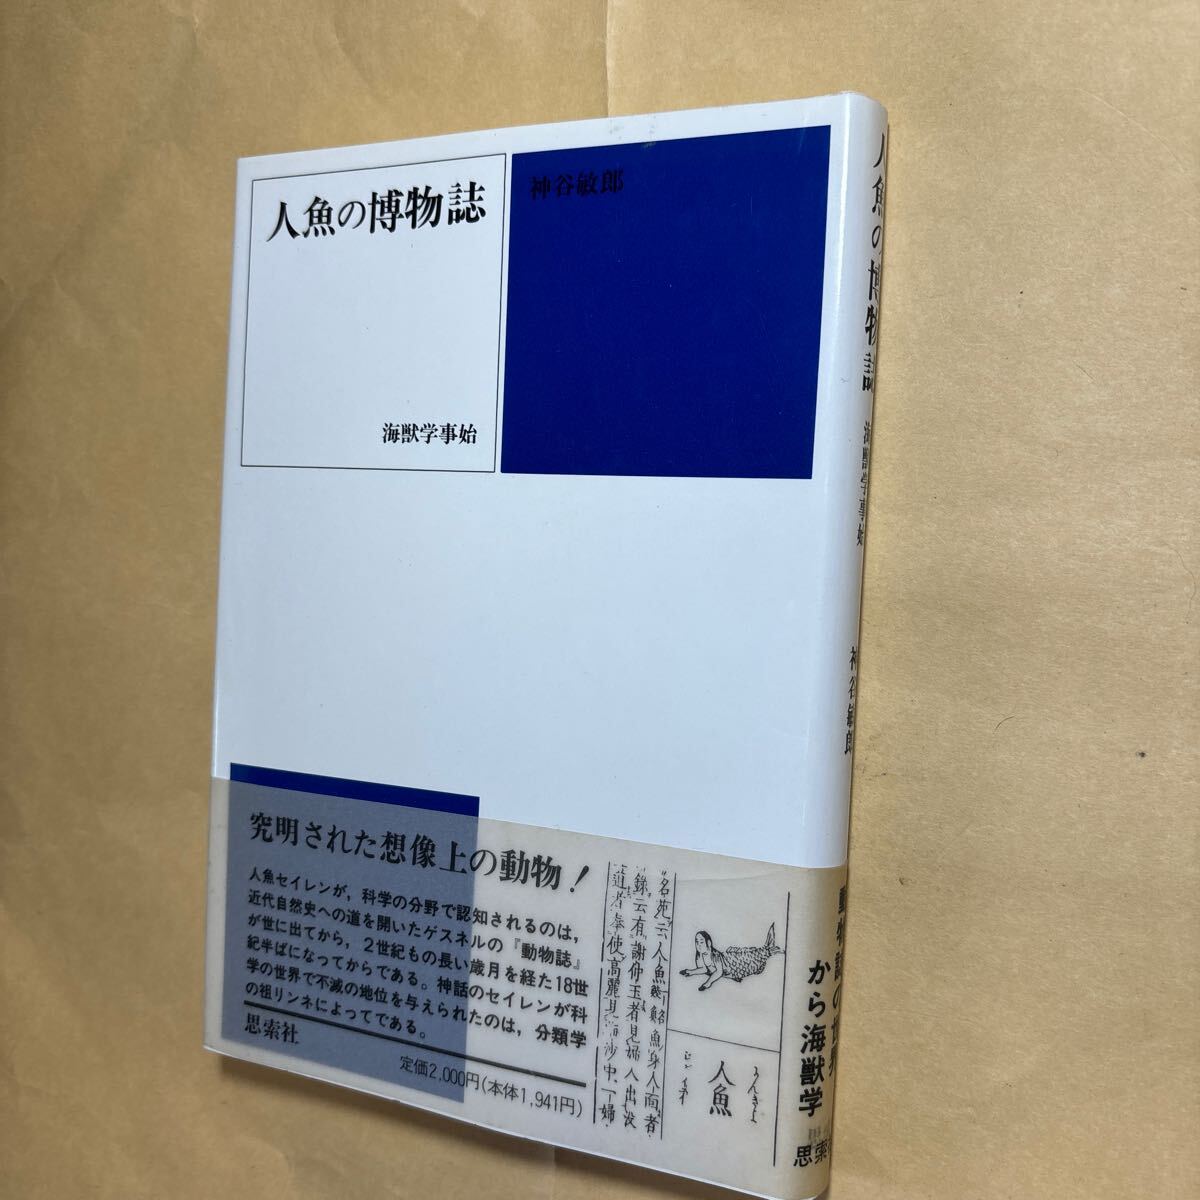 人魚の博物誌
海獣学事始
神谷敏郎
究明された想像上の動物!
人魚セイレンが，科学の分野で認知されるのは，
近代自然史への道を開いたゲスネルの『動物誌』
が世に出てから，2世紀もの長い歳月を経た18世
紀半ばになってからである。神話のセイレンが科
学の世界で不滅の地位を与えられたのは，分類学
の祖リンネによってである。
思索社
定価2,000円(本体1,941円)
人魚
人魚の博物誌
海獣学事始
神谷敏郎
動物誌の世界
から海獣学
思索